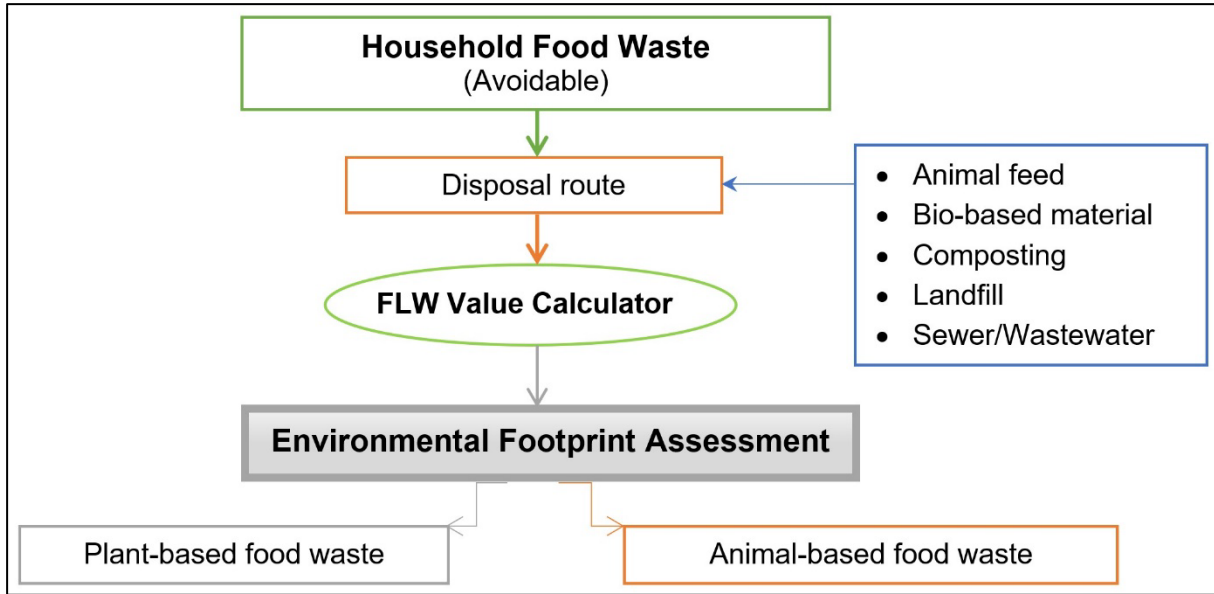 Household Food Waste
(Avoidable)
Disposal route
• Animal feed
• Bio-based material
• Composting
• Landfill
• Sewer/Wastewater
FLW Value Calculator
Environmental Footprint Assessment
Plant-based food waste
Animal-based food waste